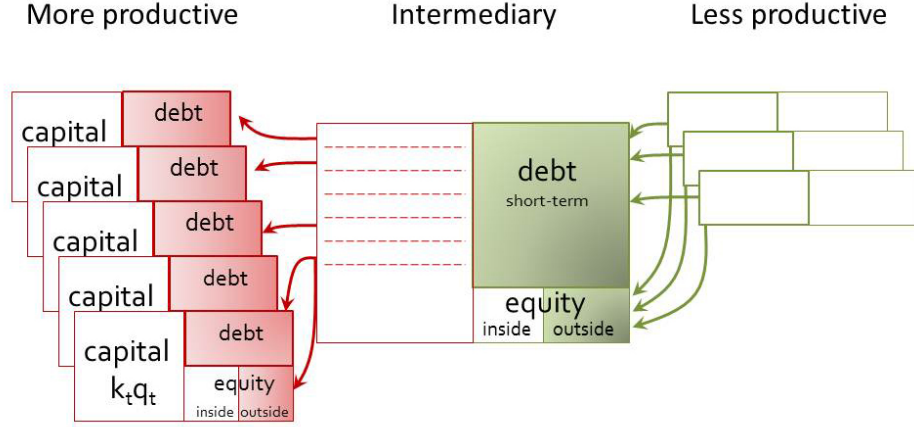 More productive
Intermediary
Less productive
capital
debt
capital
debt
capital
debt
capital
debt
capital
kₜqₜ
debt
equity
inside
outside
debt
short-term
equity
inside
outside